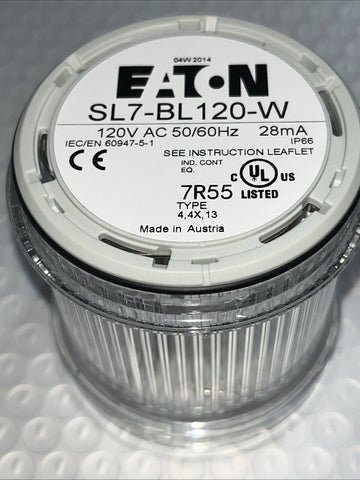 04W 2014
EATON
SL7-BL120-W
120V AC 50/60Hz 28mA
IEC/EN 60947-5-1 IP66
SEE INSTRUCTION LEAFLET
CE IND. CONT
EQ.
C UL US
7R55 LISTED
TYPE
4,4X,13
Made in Austria